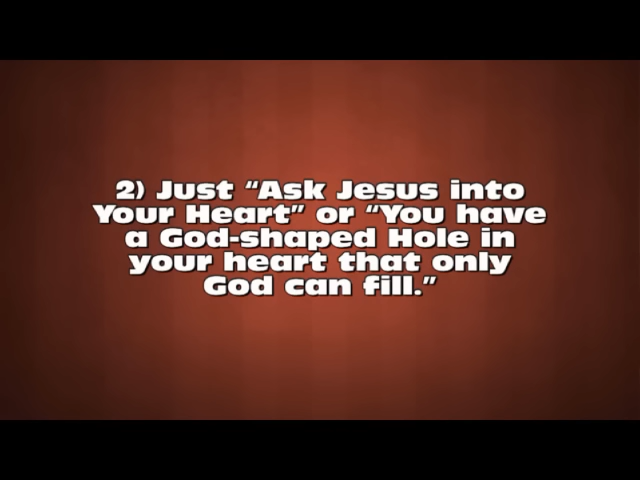 2) Just “Ask Jesus into
Your Heart” or “You have
a God-shaped Hole in
your heart that only
God can fill.”